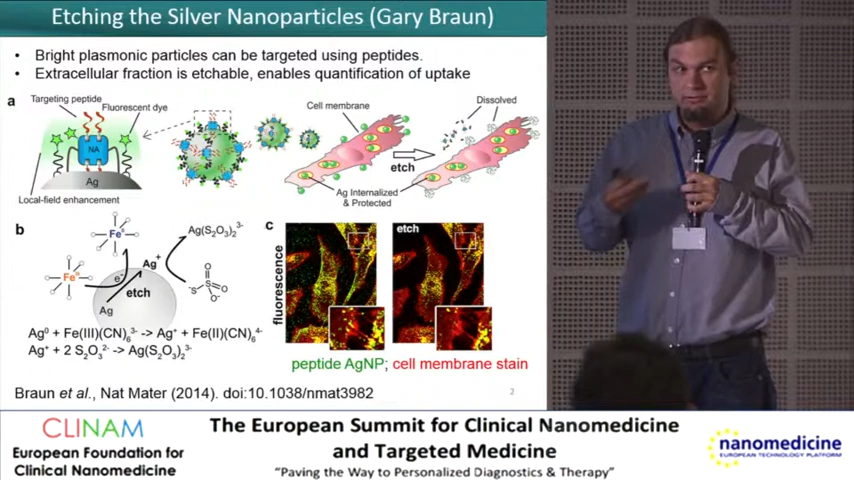 Etching the Silver Nanoparticles (Gary Braun)
• Bright plasmonic particles can be targeted using peptides.
• Extracellular fraction is etchable, enables quantification of uptake
a
Targeting peptide
Fluorescent dye
NA
Ag
Local-field enhancement
Cell membrane
etch
Dissolved
Ag Internalized
& Protected
b
Feᴵᴵ
Feᴵᴵᴵ
e⁻
Ag⁺
Ag(S₂O₃)₂³⁻
etch
Ag
⁻S
S
O
O
O⁻
Ag⁰ + Fe(III)(CN)₆³⁻ -> Ag⁺ + Fe(II)(CN)₆⁴⁻
Ag⁺ + 2 S₂O₃²⁻ -> Ag(S₂O₃)₂³⁻
c
fluorescence
etch
peptide AgNP; cell membrane stain
Braun et al., Nat Mater (2014). doi:10.1038/nmat3982
2
CLINAM
European Foundation for
Clinical Nanomedicine
The European Summit for Clinical Nanomedicine
and Targeted Medicine
"Paving the Way to Personalized Diagnostics & Therapy"
nanomedicine
EUROPEAN TECHNOLOGY PLATFORM